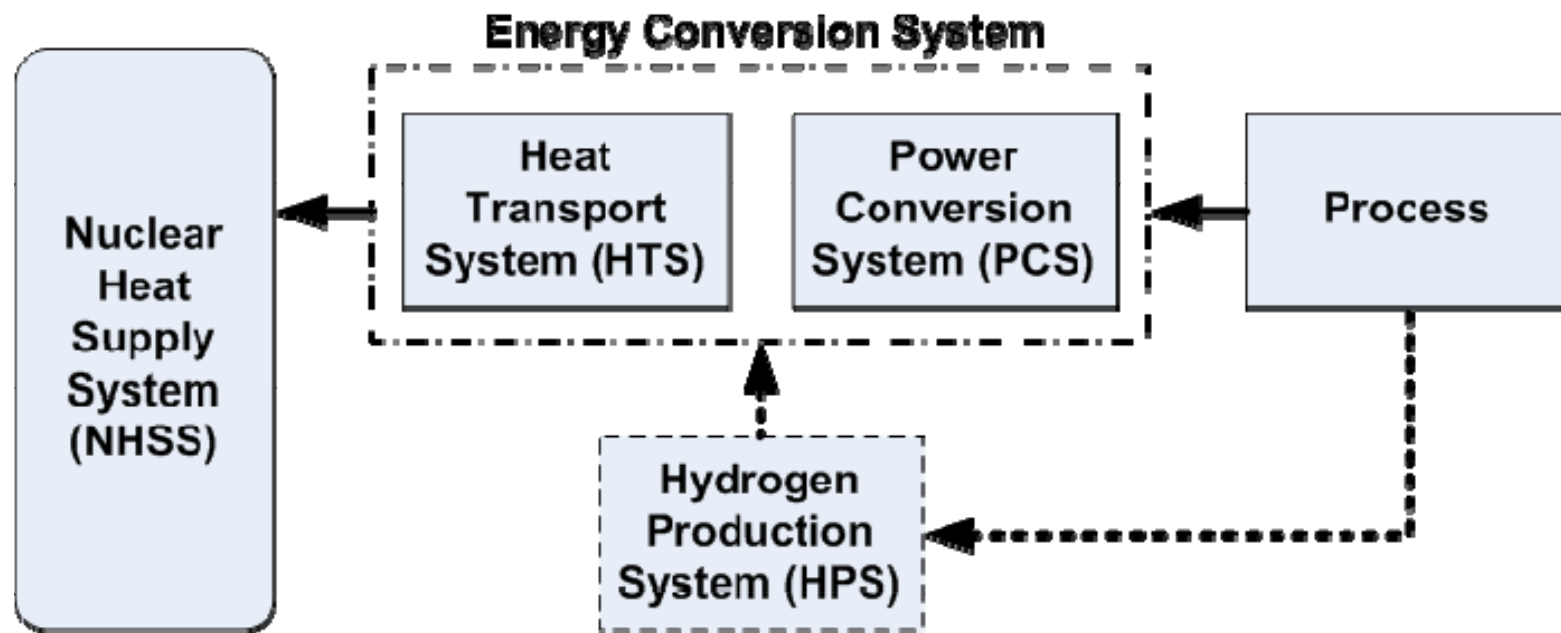 Energy Conversion System
Nuclear
Heat
Supply
System
(NHSS)
Heat
Transport
System (HTS)
Power
Conversion
System (PCS)
Process
Hydrogen
Production
System (HPS)